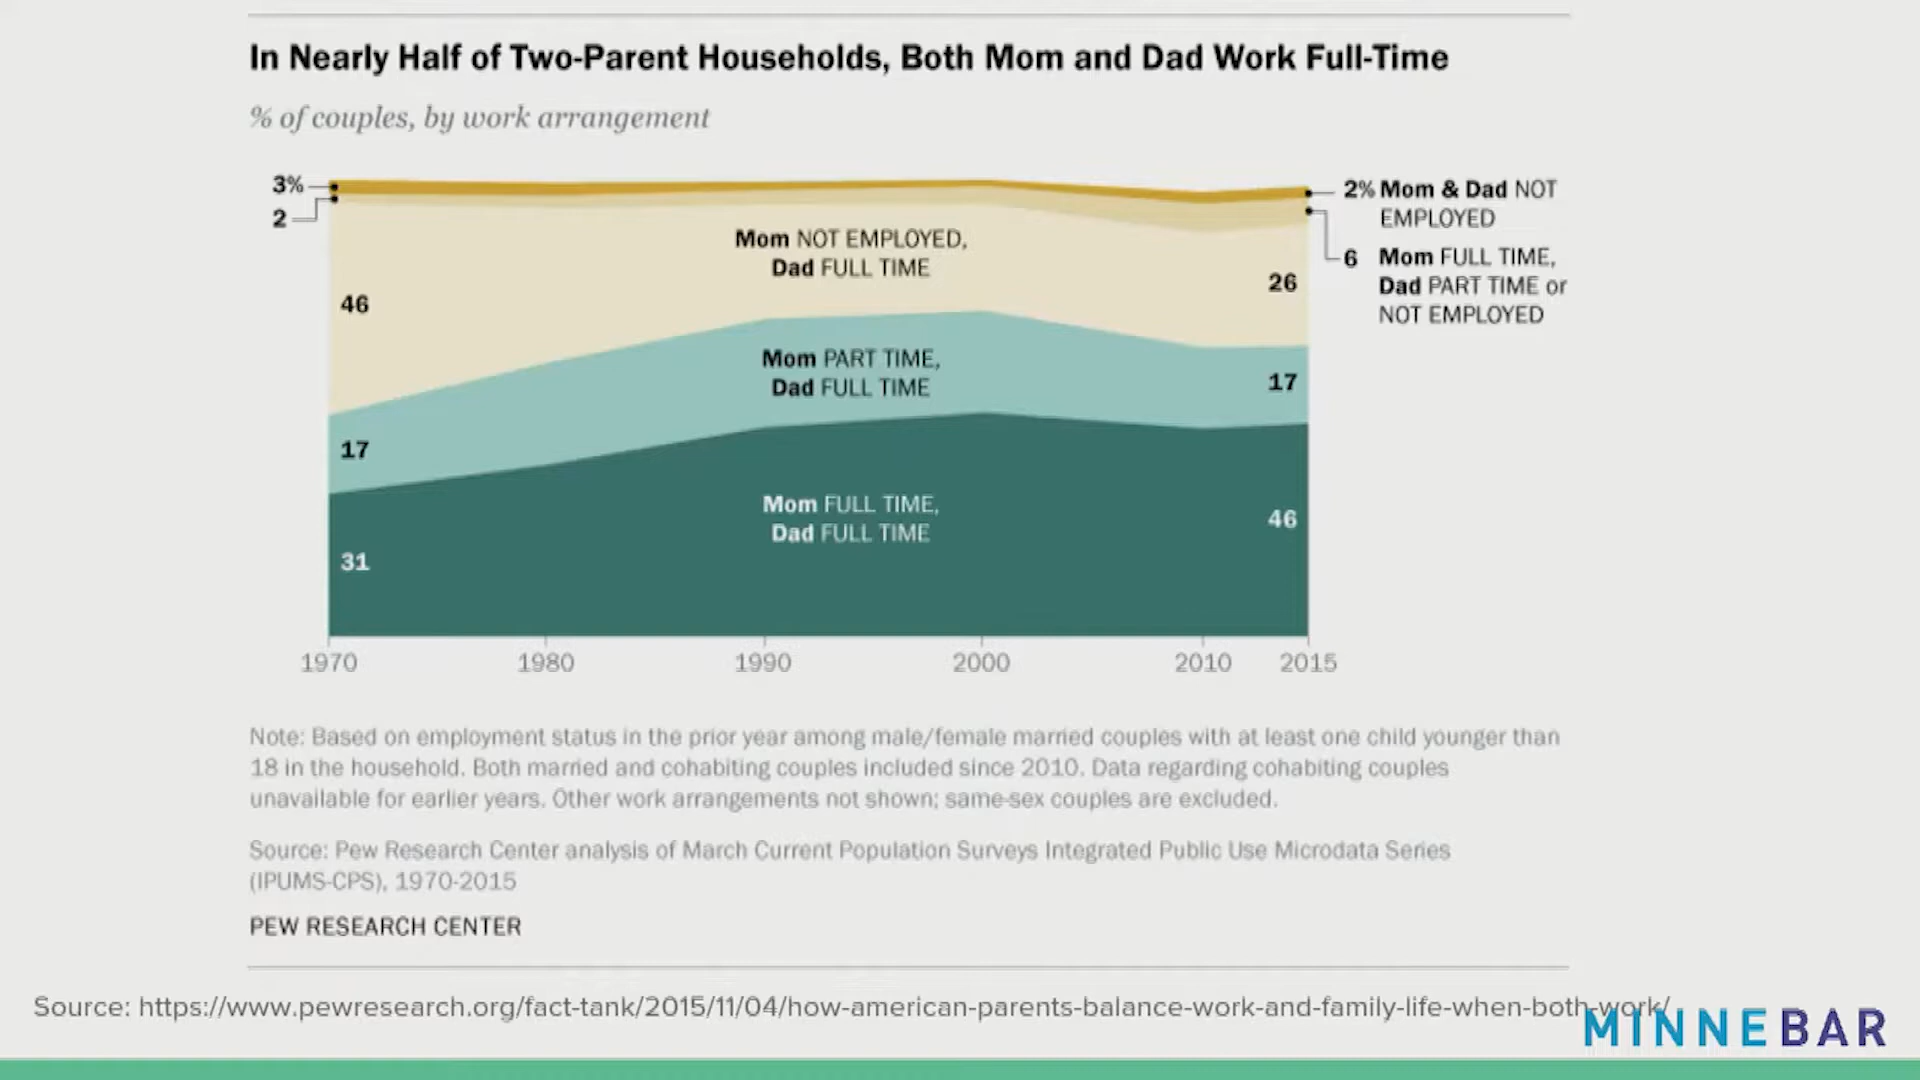 In Nearly Half of Two-Parent Households, Both Mom and Dad Work Full-Time
% of couples, by work arrangement
3%
2
2% Mom & Dad NOT
EMPLOYED
6 Mom FULL TIME,
Dad PART TIME or
NOT EMPLOYED
Mom NOT EMPLOYED,
Dad FULL TIME
46
26
Mom PART TIME,
Dad FULL TIME
17
17
Mom FULL TIME,
Dad FULL TIME
31
46
1970 1980 1990 2000 2010 2015
Note: Based on employment status in the prior year among male/female married couples with at least one child younger than
18 in the household. Both married and cohabiting couples included since 2010. Data regarding cohabiting couples
unavailable for earlier years. Other work arrangements not shown; same-sex couples are excluded.
Source: Pew Research Center analysis of March Current Population Surveys Integrated Public Use Microdata Series
(IPUMS-CPS), 1970-2015
PEW RESEARCH CENTER
Source: https://www.pewresearch.org/fact-tank/2015/11/04/how-american-parents-balance-work-and-family-life-when-both-work/
MINNEBAR